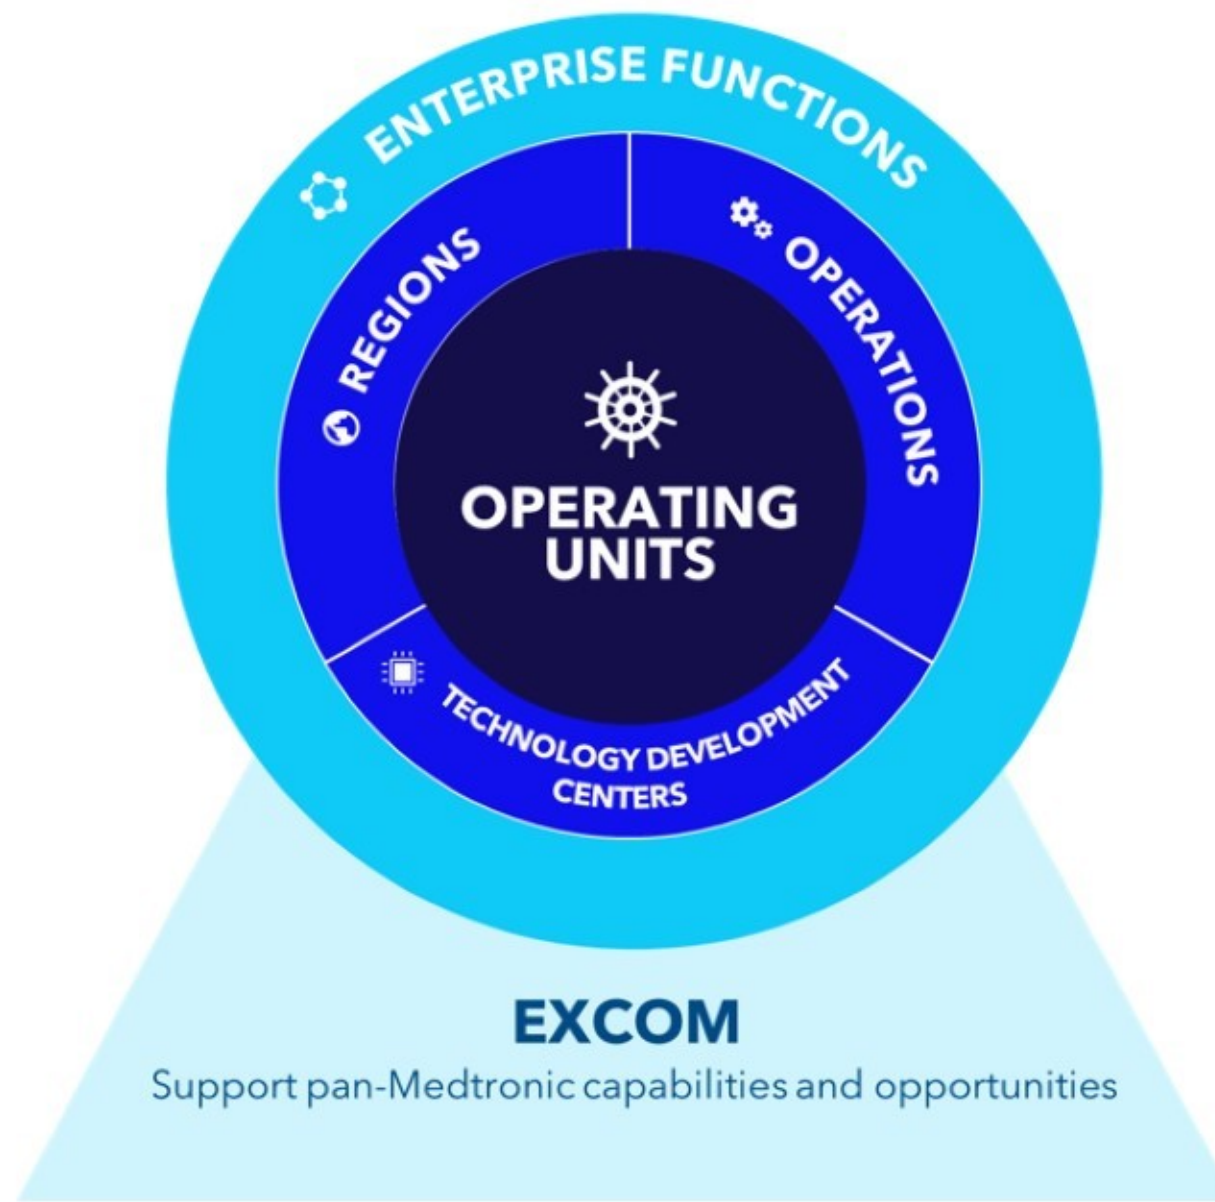 ENTERPRISE FUNCTIONS
REGIONS
OPERATIONS
OPERATING
UNITS
TECHNOLOGY DEVELOPMENT
CENTERS
EXCOM
Support pan-Medtronic capabilities and opportunities